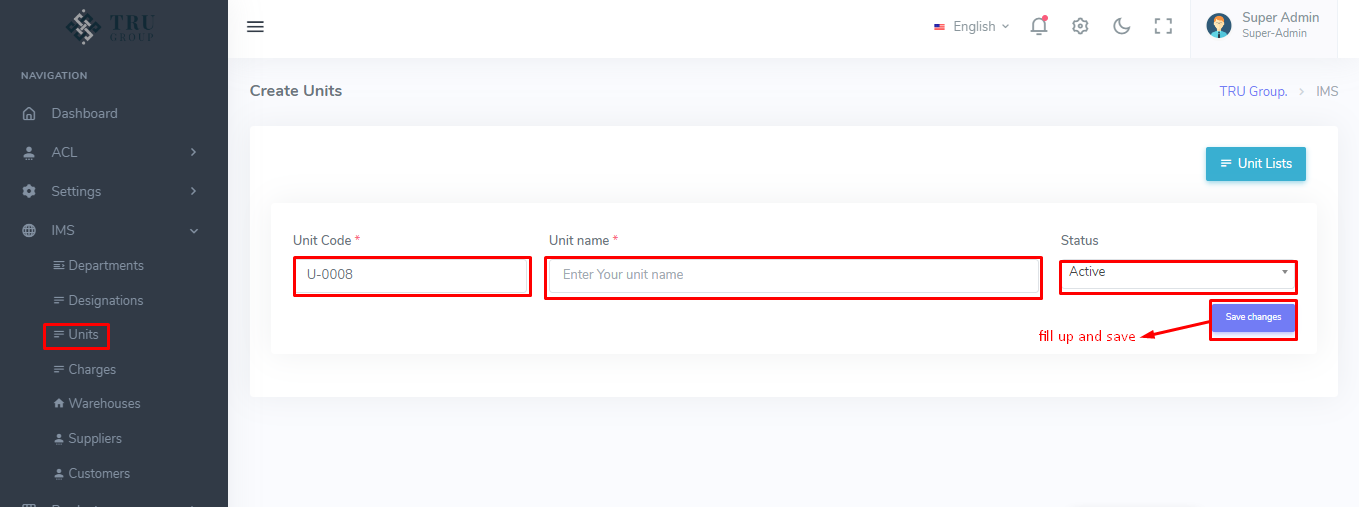 TRU
GROUP
English
Super Admin
Super-Admin
NAVIGATION
Create Units
TRU Group. > IMS
Dashboard
ACL
Unit Lists
Settings
IMS
Unit Code *
Unit name *
Status
Departments
U-0008
Enter Your unit name
Active
Designations
Save changes
Units
fill up and save
Charges
Warehouses
Suppliers
Customers